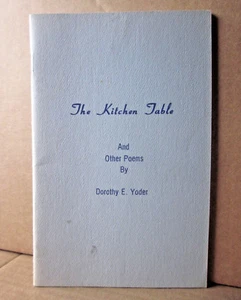 The Kitchen Table
And
Other Poems
By
Dorothy E. Yoder